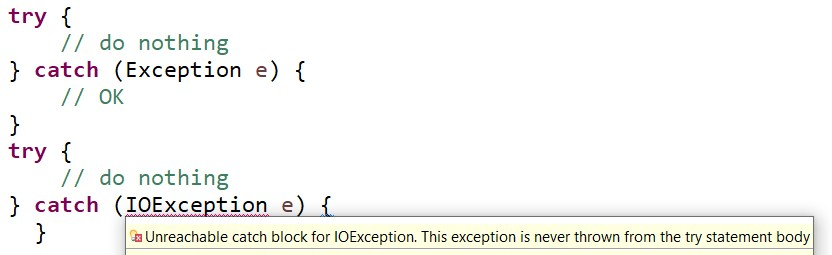 try {
    // do nothing
} catch (Exception e) {
    // OK
}
try {
    // do nothing
} catch (IOException e) {
  }
Unreachable catch block for IOException. This exception is never thrown from the try statement body